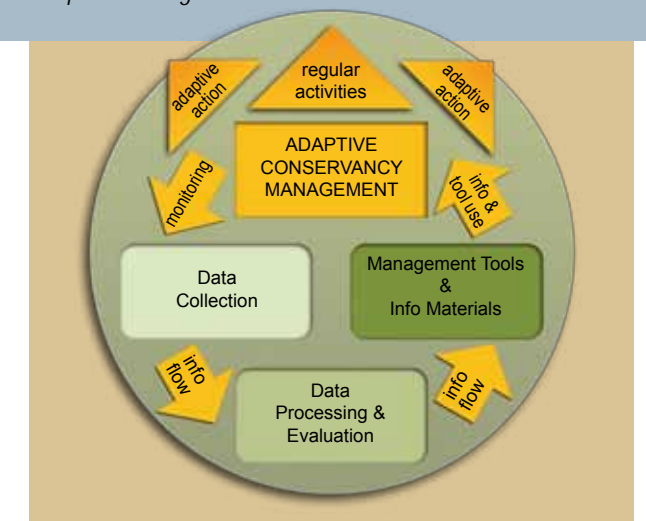 adaptive
action
regular
activities
adaptive
action
ADAPTIVE
CONSERVANCY
MANAGEMENT
monitoring
info &
tool use
Data
Collection
Management Tools
&
Info Materials
info
flow
Data
Processing &
Evaluation
info
flow